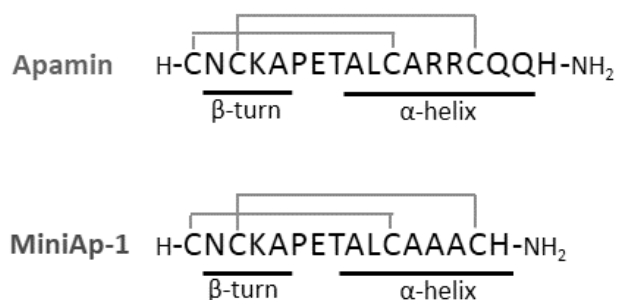 Apamin H-CNCKAPETALCARRCQQH-NH2
β-turn α-helix
MiniAp-1 H-CNCKAPETALCAAACH-NH2
β-turn α-helix